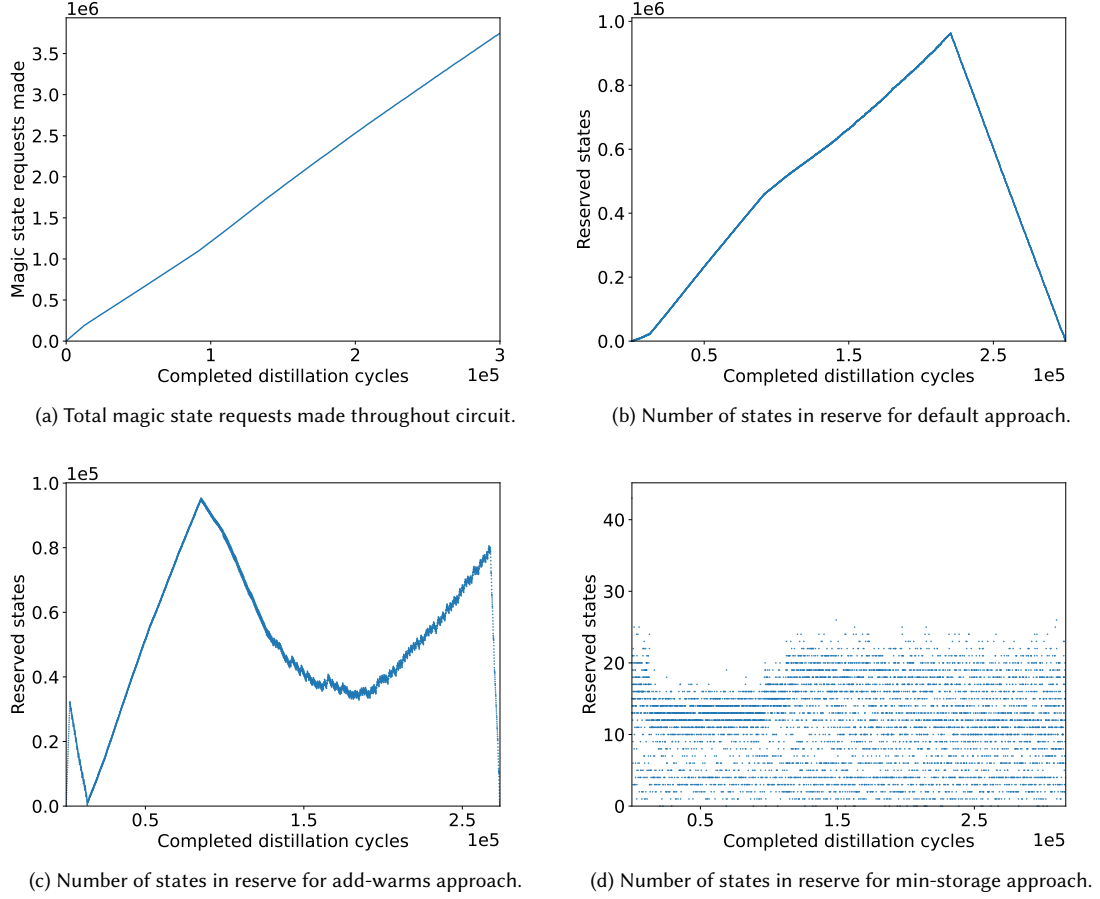 1e6
Magic state requests made
3.5
3.0
2.5
2.0
1.5
1.0
0.5
0.0
0 1 2 3
Completed distillation cycles
1e5
(a) Total magic state requests made throughout circuit.
1e6
Reserved states
1.0
0.8
0.6
0.4
0.2
0.0
0.5 1.5 2.5
Completed distillation cycles
1e5
(b) Number of states in reserve for default approach.
1e5
Reserved states
1.0
0.8
0.6
0.4
0.2
0.0
0.5 1.5 2.5
Completed distillation cycles
1e5
(c) Number of states in reserve for add-warms approach.
Reserved states
40
30
20
10
0
0.5 1.5 2.5
Completed distillation cycles
1e5
(d) Number of states in reserve for min-storage approach.